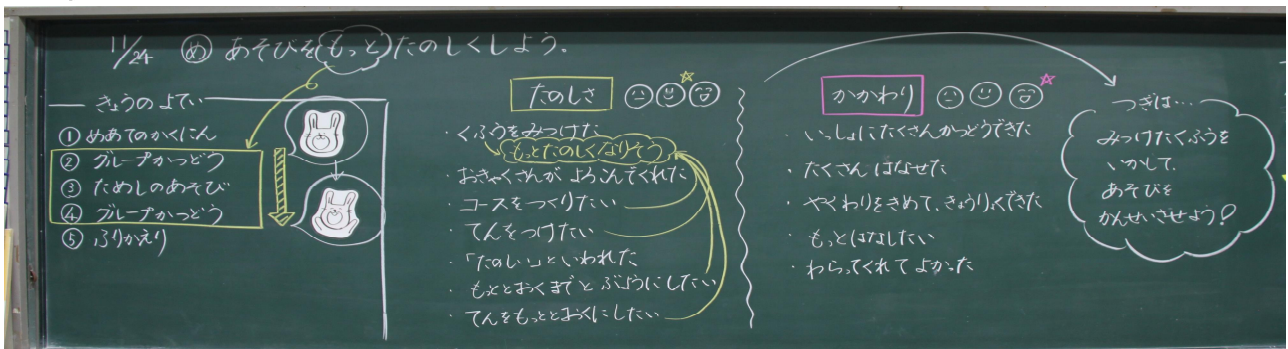 11/24 め あそびをもっとたのしくしよう。
きょうのよてい
① めあてのかくにん
② グループかつどう
③ ためしのあそび
④ グループかつどう
⑤ ふりかえり
たのしさ
・くふうをみつけた
もっとたのしくなりそう
・おきゃくさんがよろこんでくれた
・コースをつくりたい
・てんをつけたい
・「たのしい」といわれた
・もっととおくまでとぶようにしたい
・てんをもっととおくにしたい
かかわり
・いっしょにたくさんかつどうできた
・たくさんはなせた
・やくわりをきめて、きょうりょくできた
・もっとはなしたい
・わらってくれてよかった
つぎは…
みつけたくふうを
いかして、
あそびを
かんせいさせよう!